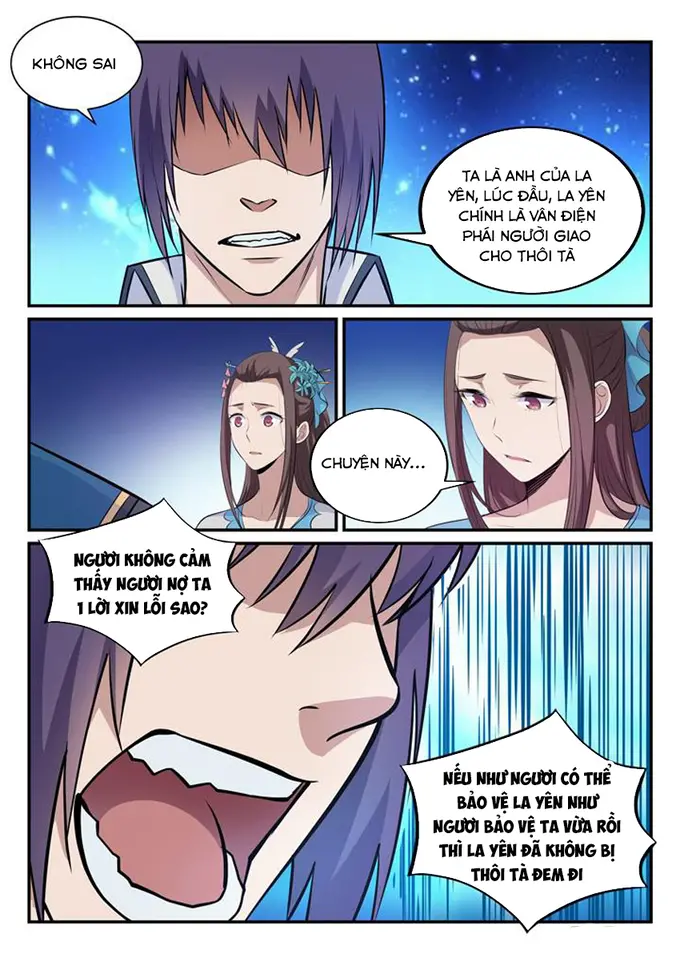 KHÔNG SAI
TA LÀ ANH CỦA LA
YÊN, LÚC ĐẦU, LA YÊN
CHÍNH LÀ VÂN ĐIỆN
PHÁI NGƯỜI GIAO
CHO THÔI TÀ
CHUYỆN NÀY...
NGƯƠI KHÔNG CẢM
THẤY NGƯƠI NỢ TA
1 LỜI XIN LỖI SAO?
NẾU NHƯ NGƯƠI CÓ THỂ
BẢO VỆ LA YÊN NHƯ
NGƯƠI BẢO VỆ TA VỪA RỒI
THÌ LA YÊN ĐÃ KHÔNG BỊ
THÔI TÀ ĐEM ĐI